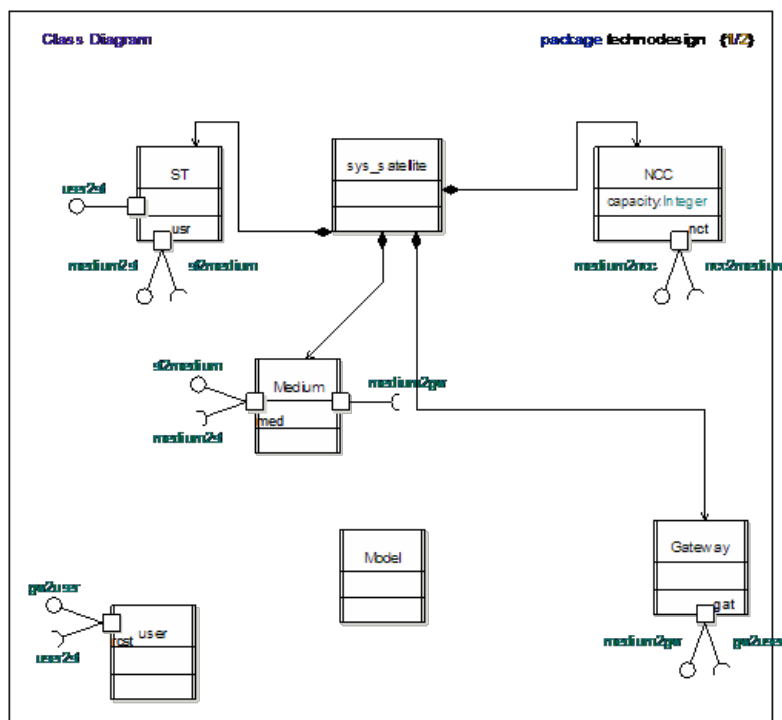 Class Diagram package technodesign {1/2}
ST
sys_satellite
NCC
user2st
capacity:Integer
usr
nct
medium2st st2medium
medium2ncc ncc2medium
st2medium
Medium
medium2gw
med
medium2st
Model
Gateway
gw2user
gat
rcst
user
user2st
medium2gw gw2user